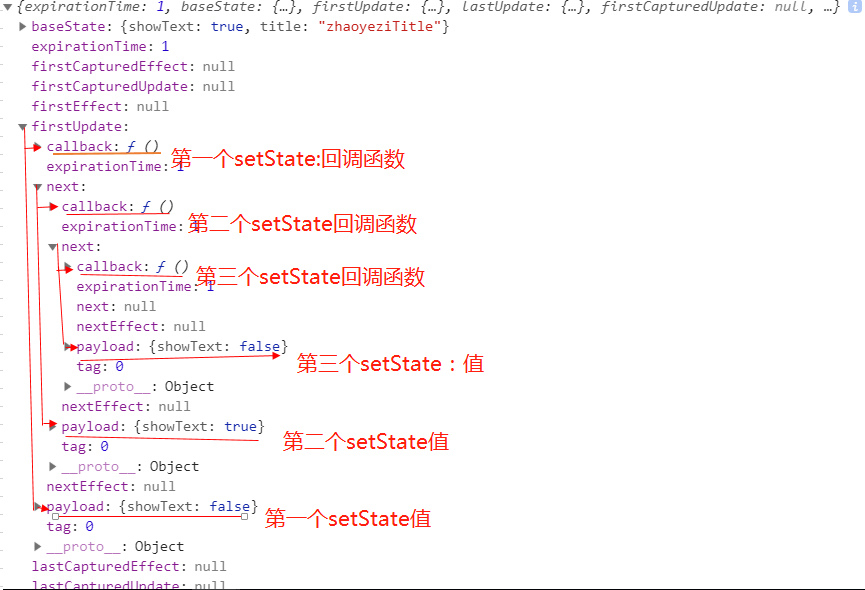 ▼ {expirationTime: 1, baseState: {…}, firstUpdate: {…}, lastUpdate: {…}, firstCapturedUpdate: null, …} i
▶ baseState: {showText: true, title: "zhaoyeziTitle"}
expirationTime: 1
firstCapturedEffect: null
firstCapturedUpdate: null
firstEffect: null
▼ firstUpdate:
▶ callback: ƒ ()
第一个setState:回调函数
expirationTime: 1
▼ next:
▶ callback: ƒ ()
第二个setState回调函数
expirationTime: 1
▼ next:
▶ callback: ƒ ()
第三个setState回调函数
expirationTime: 1
next: null
nextEffect: null
▶ payload: {showText: false}
第三个setState：值
tag: 0
▶ __proto__: Object
nextEffect: null
▶ payload: {showText: true}
第二个setState值
tag: 0
▶ __proto__: Object
nextEffect: null
▶ payload: {showText: false}
第一个setState值
tag: 0
▶ __proto__: Object
lastCapturedEffect: null
lastCapturedUpdate: null